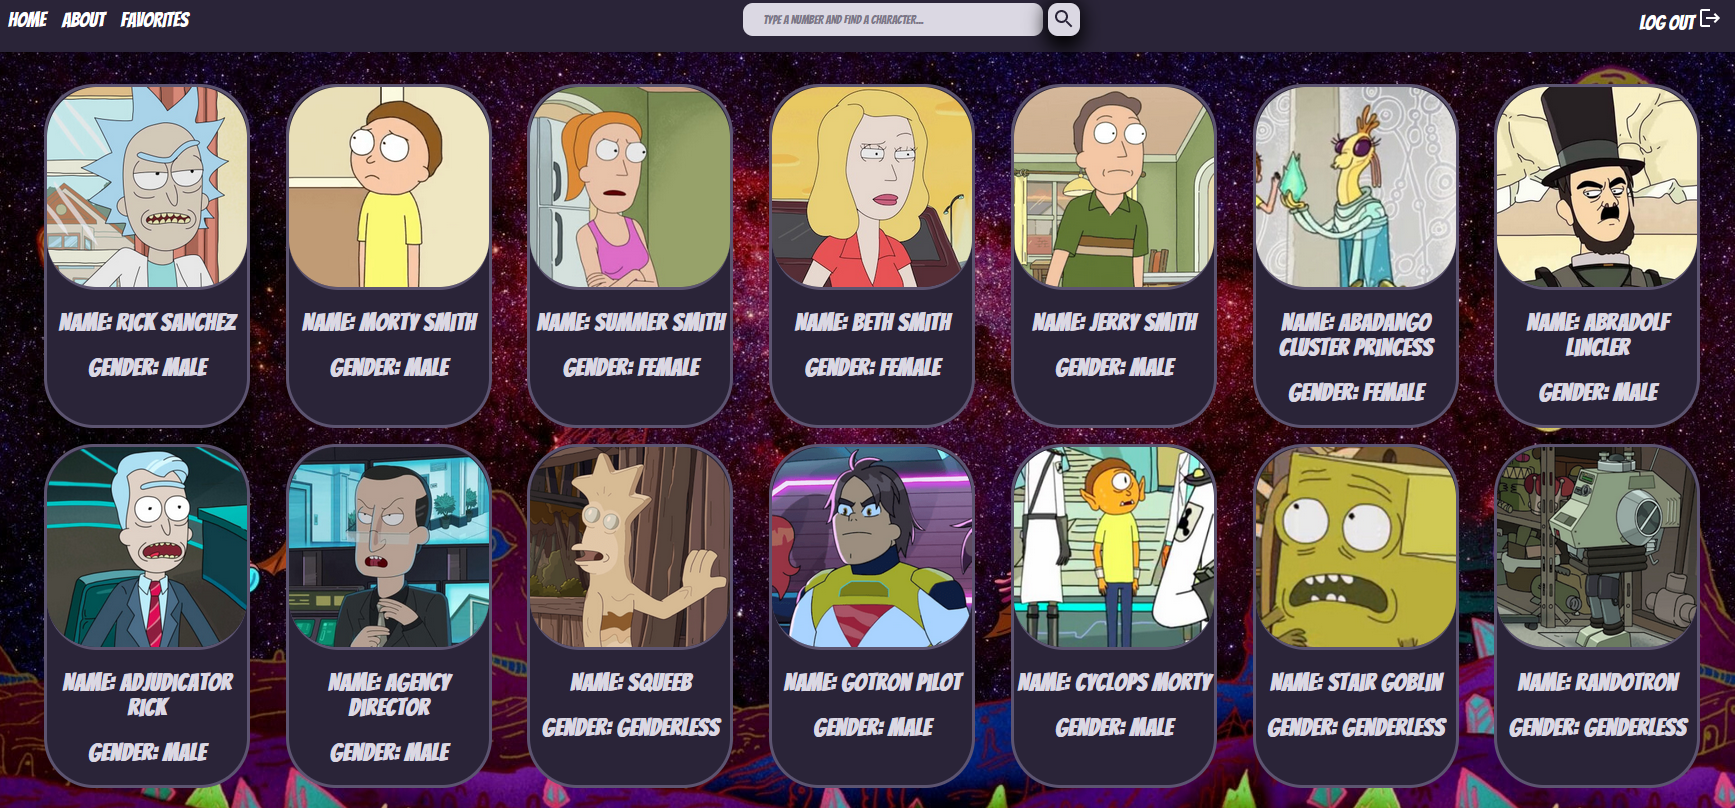 HOME ABOUT FAVORITES
TYPE A NUMBER AND FIND A CHARACTER...
LOG OUT
NAME: RICK SANCHEZ
GENDER: MALE
NAME: MORTY SMITH
GENDER: MALE
NAME: SUMMER SMITH
GENDER: FEMALE
NAME: BETH SMITH
GENDER: FEMALE
NAME: JERRY SMITH
GENDER: MALE
NAME: ABADANGO
CLUSTER PRINCESS
GENDER: FEMALE
NAME: ABRADOLF
LINCLER
GENDER: MALE
NAME: ADJUDICATOR
RICK
GENDER: MALE
NAME: AGENCY
DIRECTOR
GENDER: MALE
NAME: SQUEEB
GENDER: GENDERLESS
NAME: GOTRON PILOT
GENDER: MALE
NAME: CYCLOPS MORTY
GENDER: MALE
NAME: STAIR GOBLIN
GENDER: GENDERLESS
NAME: RANDOTRON
GENDER: GENDERLESS